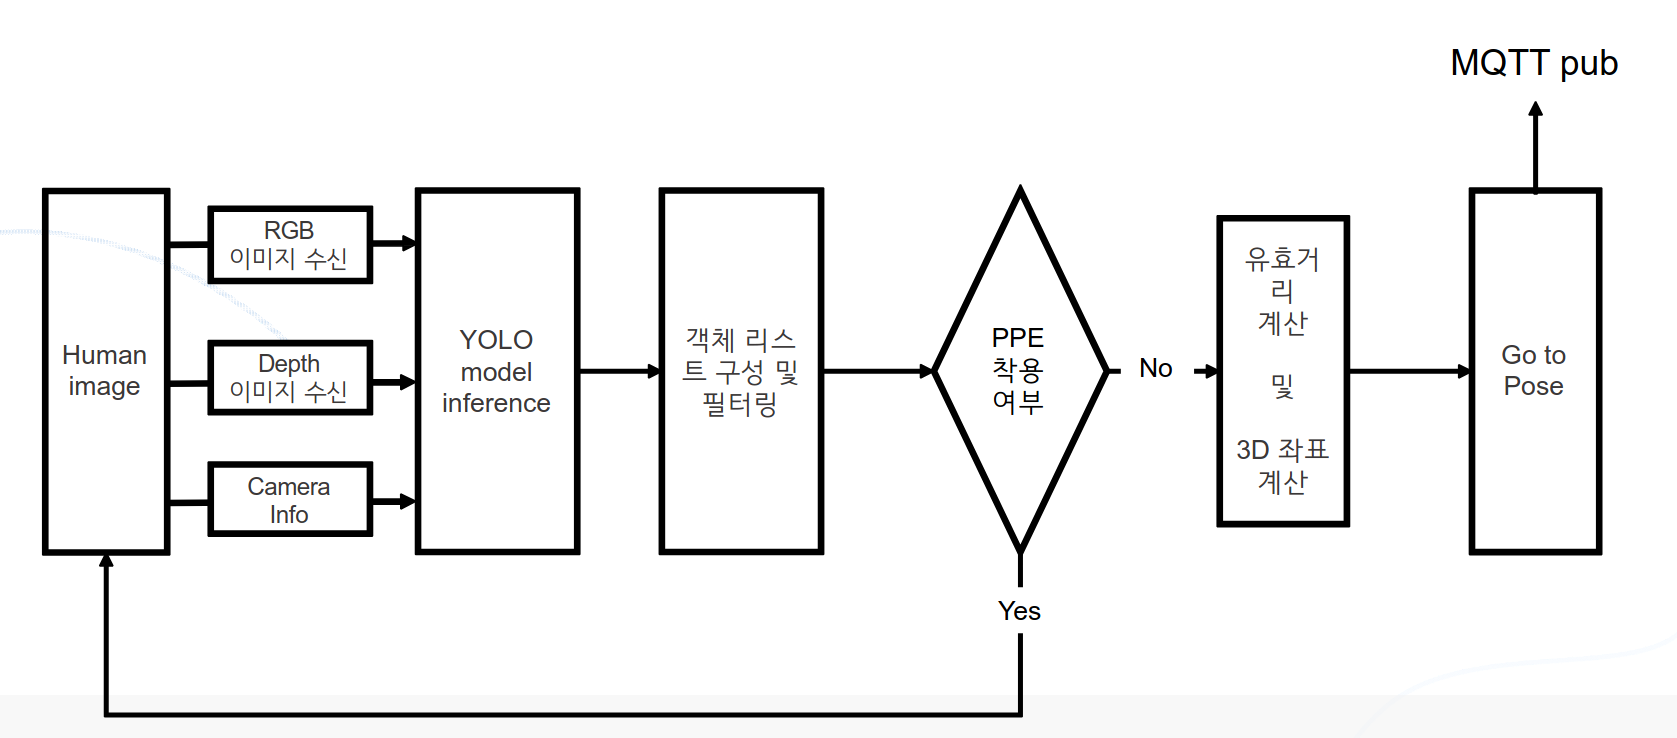 MQTT pub
Human
image
RGB
이미지 수신
Depth
이미지 수신
Camera
Info
YOLO
model
inference
객체 리스
트 구성 및
필터링
PPE
착용
여부
No
Yes
유효거
리
계산
및
3D 좌표
계산
Go to
Pose